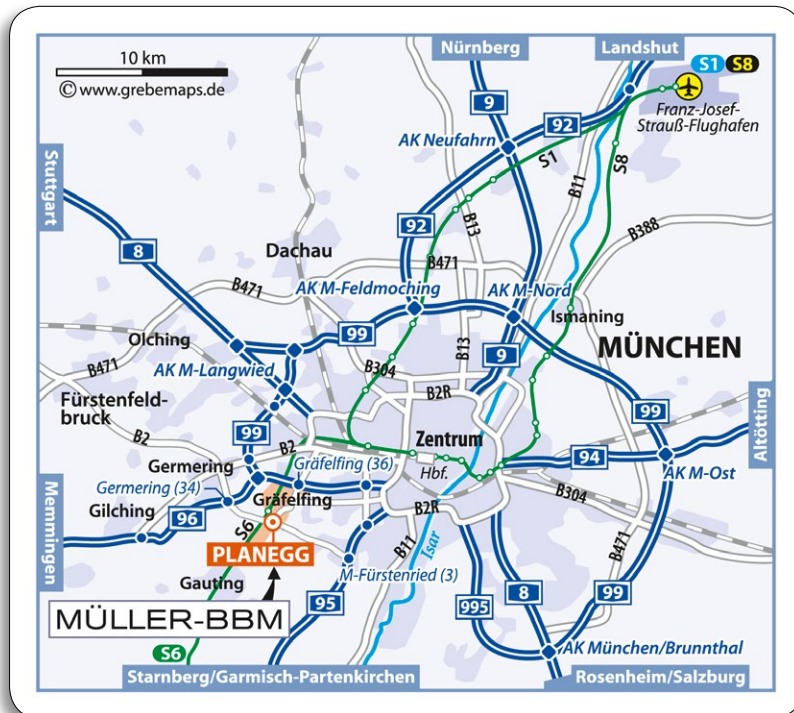 10 km
© www.grebemaps.de
Nürnberg
Landshut
S1 S8
Franz-Josef-
Strauß-Flughafen
9
92
AK Neufahrn
S1
S8
B11
Stuttgart
8
92
B13
B388
Dachau
B471
B471
AK M-Feldmoching
AK M-Nord
Ismaning
99
Olching
B304
B13
9
MÜNCHEN
B471
AK M-Langwied
Fürstenfeld-
bruck
B2R
99
Altötting
B2
99
B2
Zentrum
Hbf.
94
AK M-Ost
Germering
Gräfelfing (36)
Germering (34)
Gräfelfing
B304
Memmingen
Gilching
96
S6
B2R
PLANEGG
B11
Isar
B471
Gauting
M-Fürstenried (3)
MÜLLER-BBM
95
995
8
99
S6
AK München/Brunnthal
Starnberg/Garmisch-Partenkirchen
Rosenheim/Salzburg